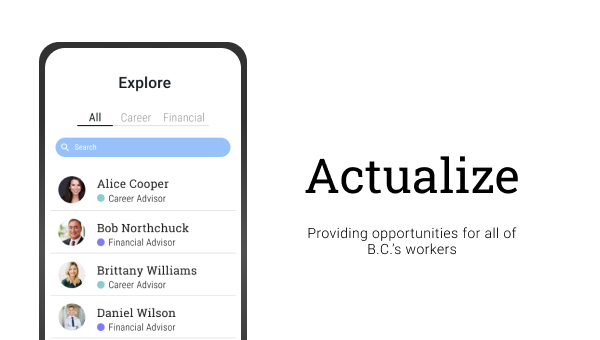 Explore
All Career Financial
Search
Alice Cooper
Career Advisor
Bob Northchuck
Financial Advisor
Brittany Williams
Career Advisor
Daniel Wilson
Financial Advisor
Actualize
Providing opportunities for all of
B.C.'s workers